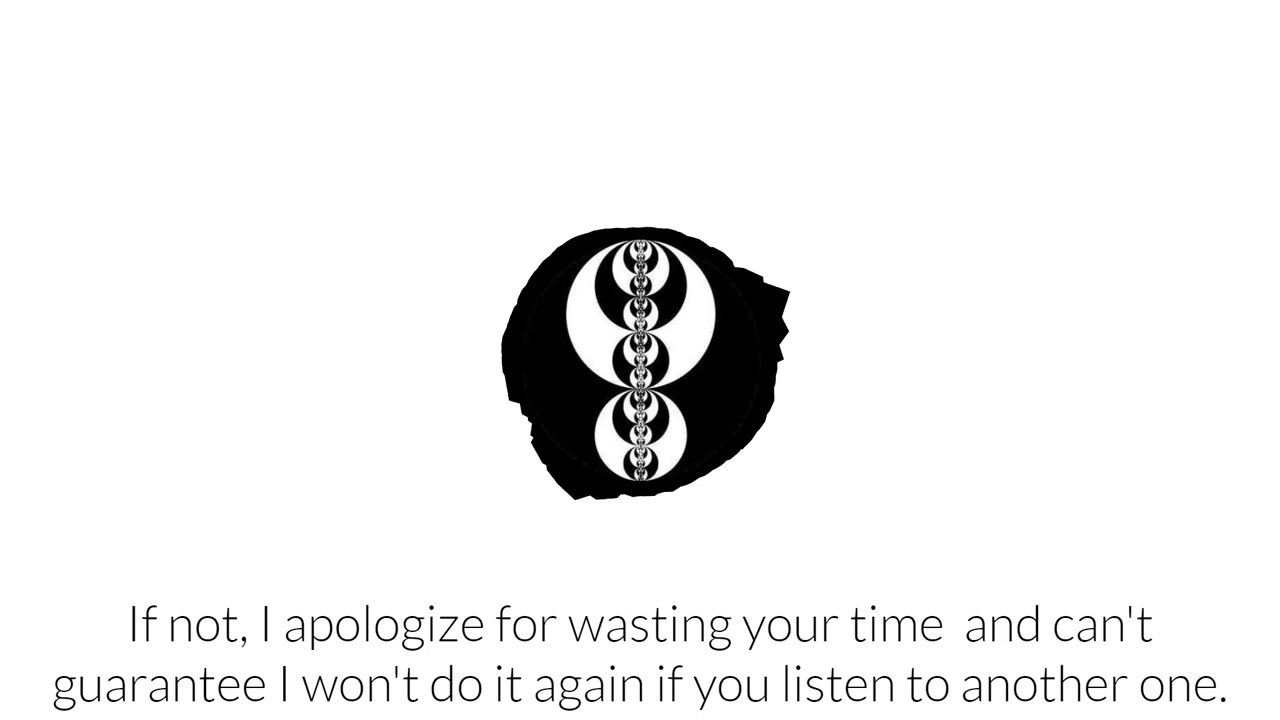 If not, I apologize for wasting your time  and can't
guarantee I won't do it again if you listen to another one.